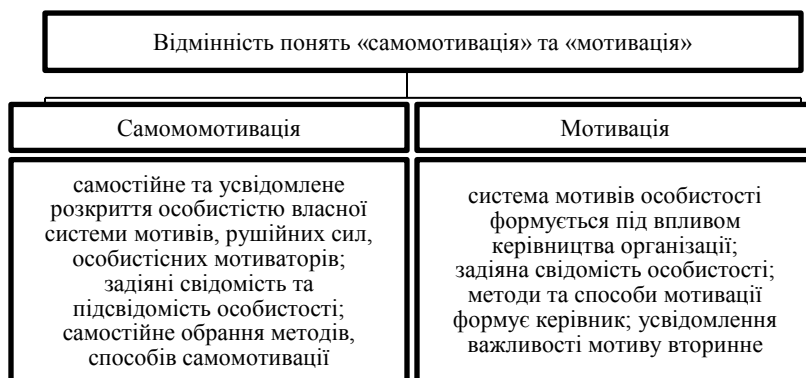 Відмінність понять «самомотивація» та «мотивація»
Самомомотивація
Мотивація
самостійне та усвідомлене
розкриття особистістю власної
системи мотивів, рушійних сил,
особистісних мотиваторів;
задіяні свідомість та
підсвідомість особистості;
самостійне обрання методів,
способів самомотивації
система мотивів особистості
формується під впливом
керівництва організації;
задіяна свідомість особистості;
методи та способи мотивації
формує керівник; усвідомлення
важливості мотиву вторинне